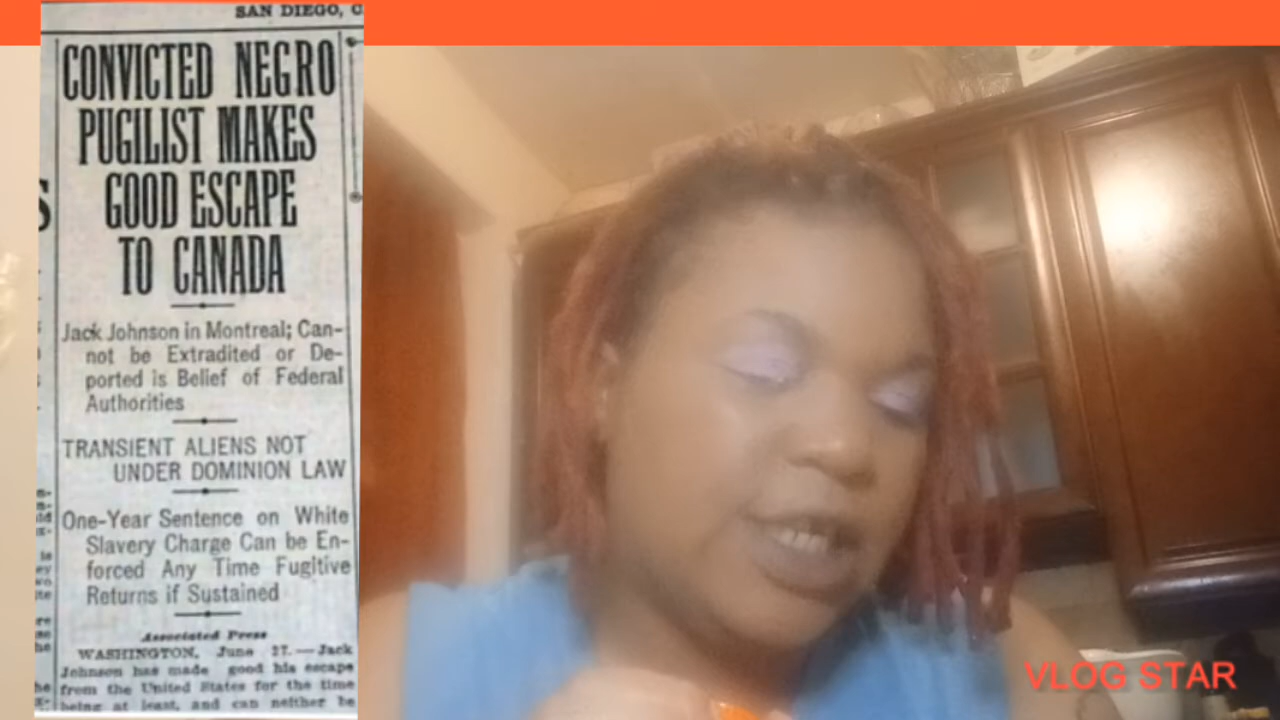 SAN DIEGO, C
CONVICTED NEGRO
PUGILIST MAKES
GOOD ESCAPE
TO CANADA
Jack Johnson in Montreal; Can-
not be Extradited or De-
ported is Belief of Federal
Authorities
TRANSIENT ALIENS NOT
UNDER DOMINION LAW
One-Year Sentence on White
Slavery Charge Can be En-
forced Any Time Fugitive
Returns if Sustained
Associated Press
WASHINGTON, June 27.—Jack
Johnson has made good his escape
from the United States for the time
being at least, and can neither be
VLOG STAR